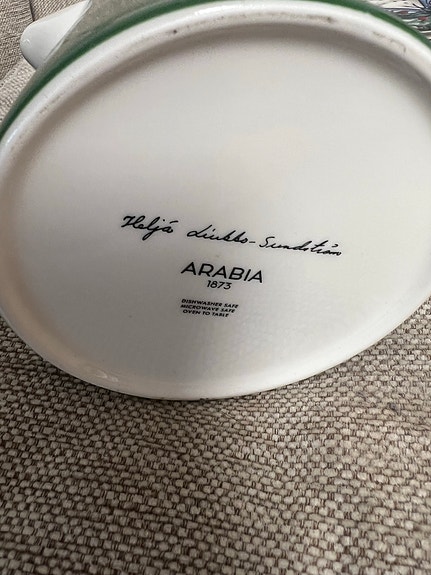 Heljä Liukko-Sundström
ARABIA
1873
DISHWASHER SAFE
MICROWAVE SAFE
OVEN TO TABLE